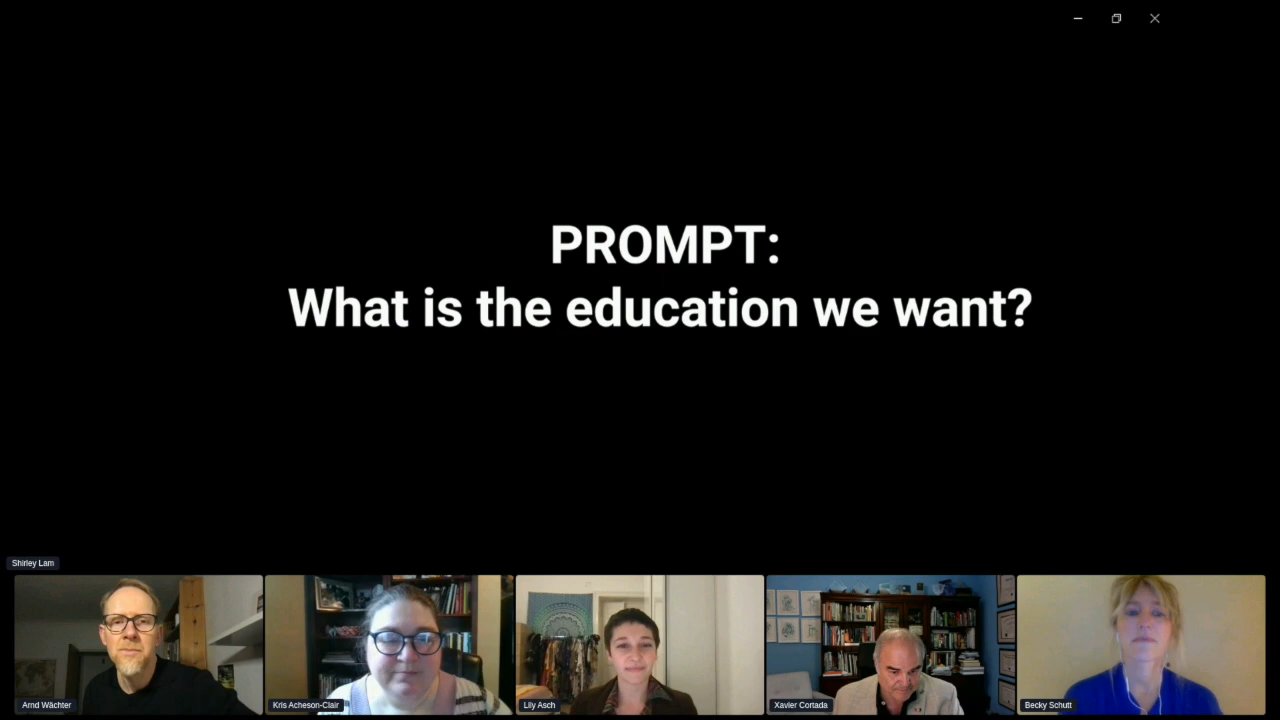 PROMPT:
What is the education we want?
Shirley Lam
Arnd Wächter
Kris Acheson-Clair
Lily Asch
Xavier Cortada
Becky Schutt